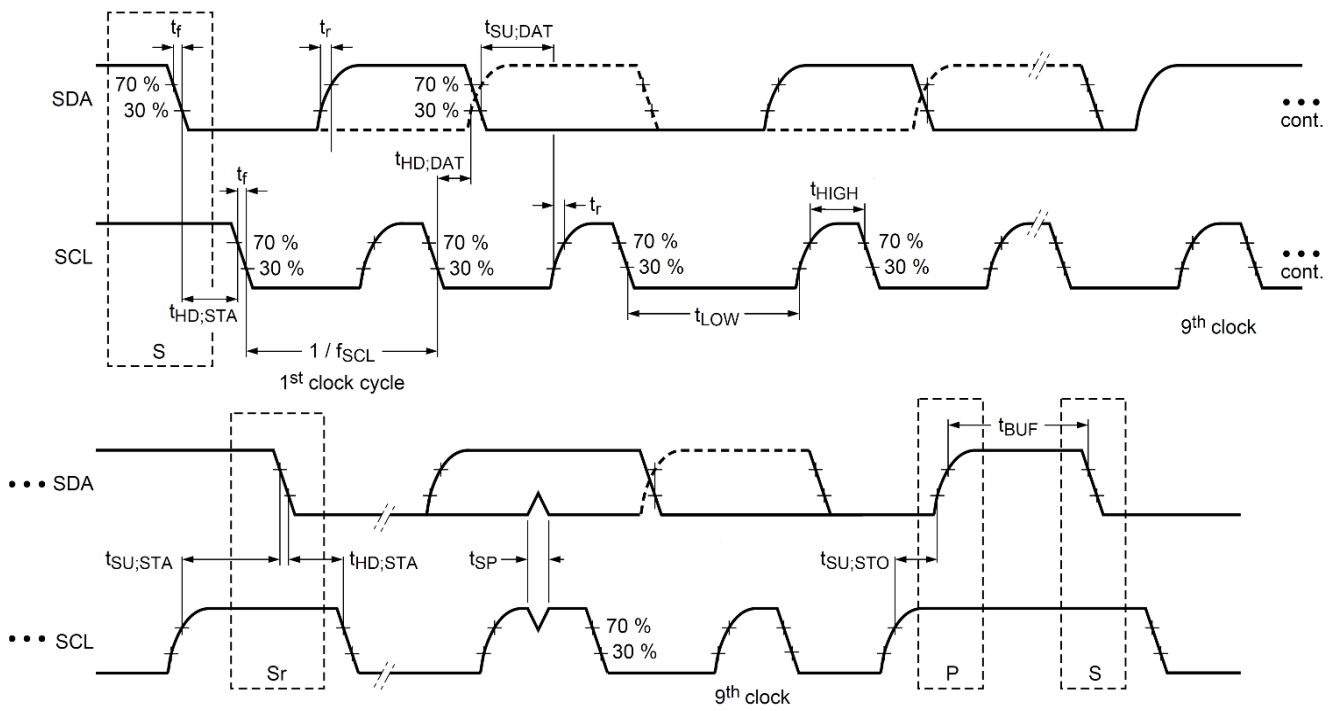 tf tr tSU;DAT
70 % 70 %
SDA
30 % 30 %
••• cont.
tHD;DAT
tf tr tHIGH
70 % 70 % 70 % 70 %
SCL
30 % 30 % 30 % 30 %
••• cont.
tHD;STA tLOW
9th clock
S 1 / fSCL
1st clock cycle
tBUF
••• SDA
tSU;STA tHD;STA tSP tSU;STO
70 %
••• SCL
30 %
Sr P S
9th clock